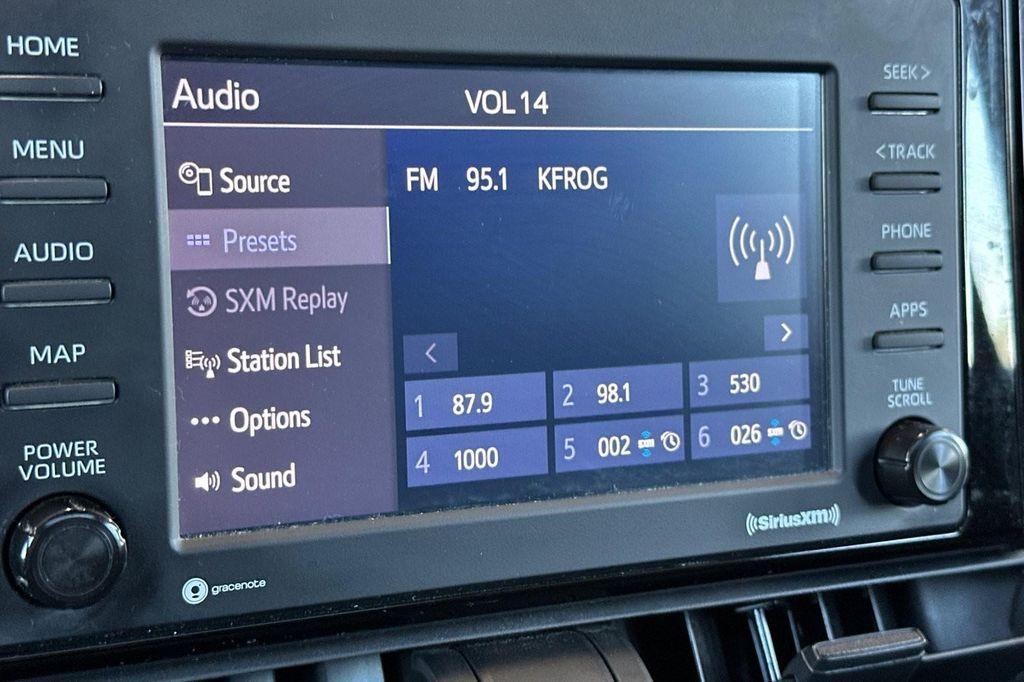 HOME
MENU
AUDIO
MAP
POWER
VOLUME
Audio
VOL 14
Source
Presets
SXM Replay
Station List
Options
Sound
FM 95.1 KFROG
<
>
1 87.9
2 98.1
3 530
4 1000
5 002 sxm
6 026 sxm
SEEK >
< TRACK
PHONE
APPS
TUNE
SCROLL
gracenote
((SiriusXM))